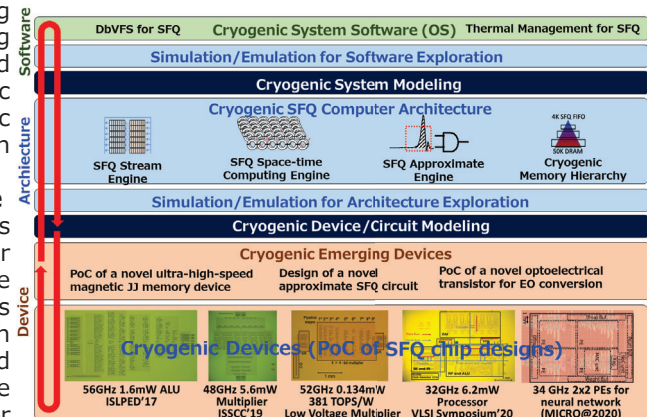 Software
DbVFS for SFQ
Cryogenic System Software (OS)
Thermal Management for SFQ
Simulation/Emulation for Software Exploration
Cryogenic System Modeling
Archiecture
Cryogenic SFQ Computer Architecture
SFQ Stream
Engine
SFQ Space-time
Computing Engine
SFQ Approximate
Engine
4K SFQ FIFO
50K DRAM
Cryogenic
Memory Hierarchy
Simulation/Emulation for Architecture Exploration
Cryogenic Device/Circuit Modeling
Device
Cryogenic Emerging Devices
PoC of a novel ultra-high-speed
magnetic JJ memory device
Design of a novel
approximate SFQ circuit
PoC of a novel optoelectrical
transistor for EO conversion
Cryogenic Devices (PoC of SFQ chip designs)
56GHz 1.6mW ALU
ISLPED'17
48GHz 5.6mW
Multiplier
ISSCC'19
52GHz 0.134mW
381 TOPS/W
Low Voltage Multiplier
32GHz 6.2mW
Processor
VLSI Symposium'20
34 GHz 2x2 PEs for
neural network
(MICRO@2020)